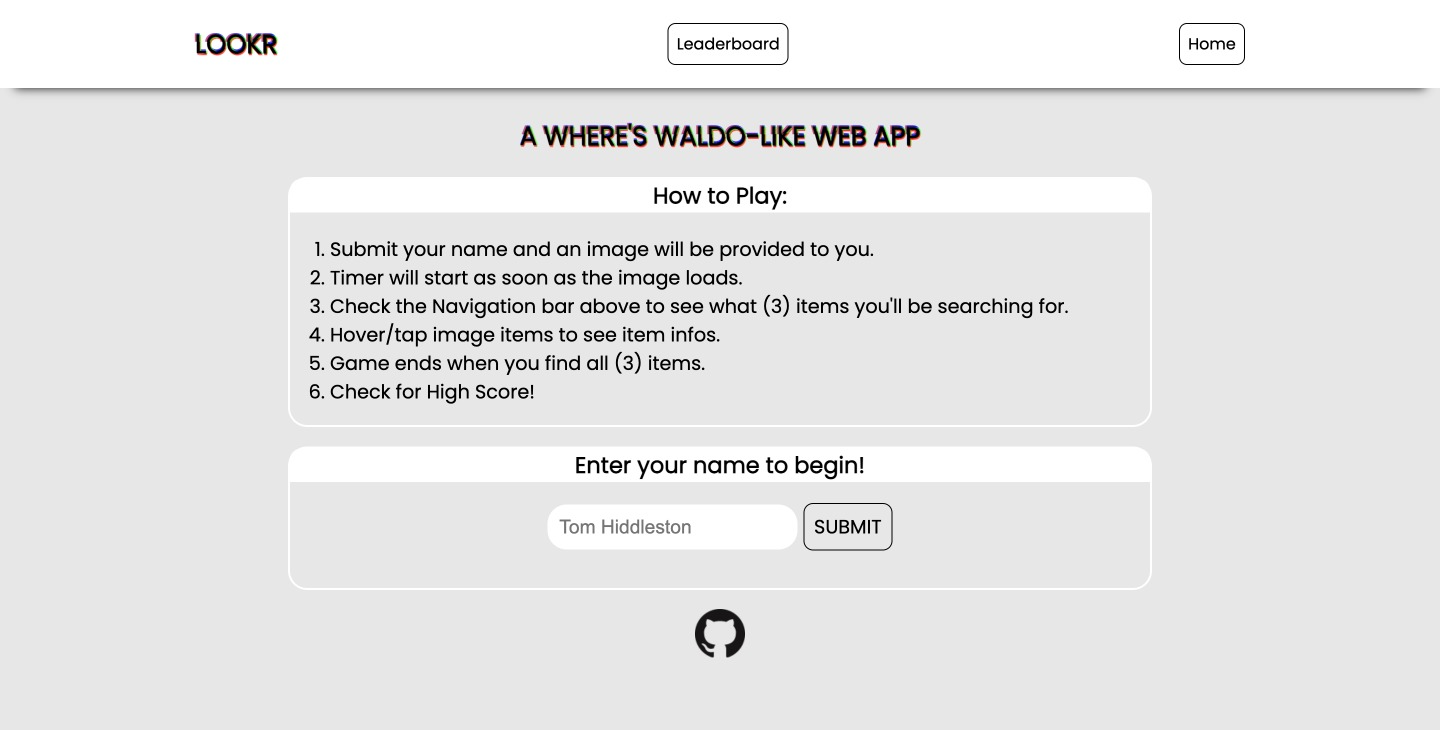 LOOKR
Leaderboard
Home
A WHERE'S WALDO-LIKE WEB APP
How to Play:
1. Submit your name and an image will be provided to you.
2. Timer will start as soon as the image loads.
3. Check the Navigation bar above to see what (3) items you'll be searching for.
4. Hover/tap image items to see item infos.
5. Game ends when you find all (3) items.
6. Check for High Score!
Enter your name to begin!
Tom Hiddleston
SUBMIT